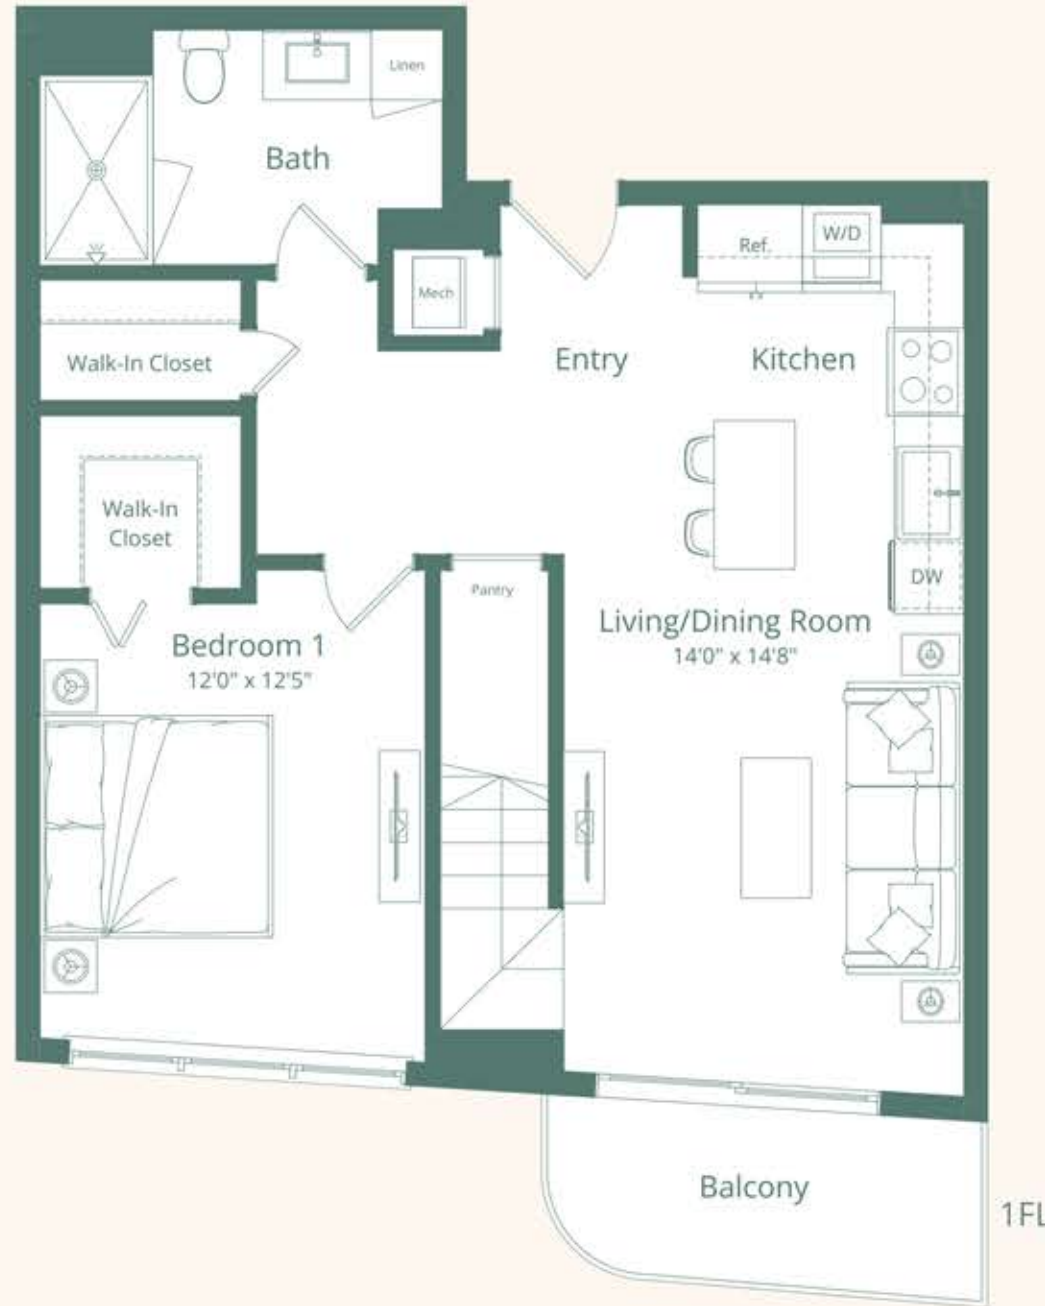 Linen
Bath
W/D
Ref.
Mech
Entry
Kitchen
Walk-In Closet
Walk-In
Closet
DW
Pantry
Living/Dining Room
14'0" x 14'8"
Bedroom 1
12'0" x 12'5"
Balcony